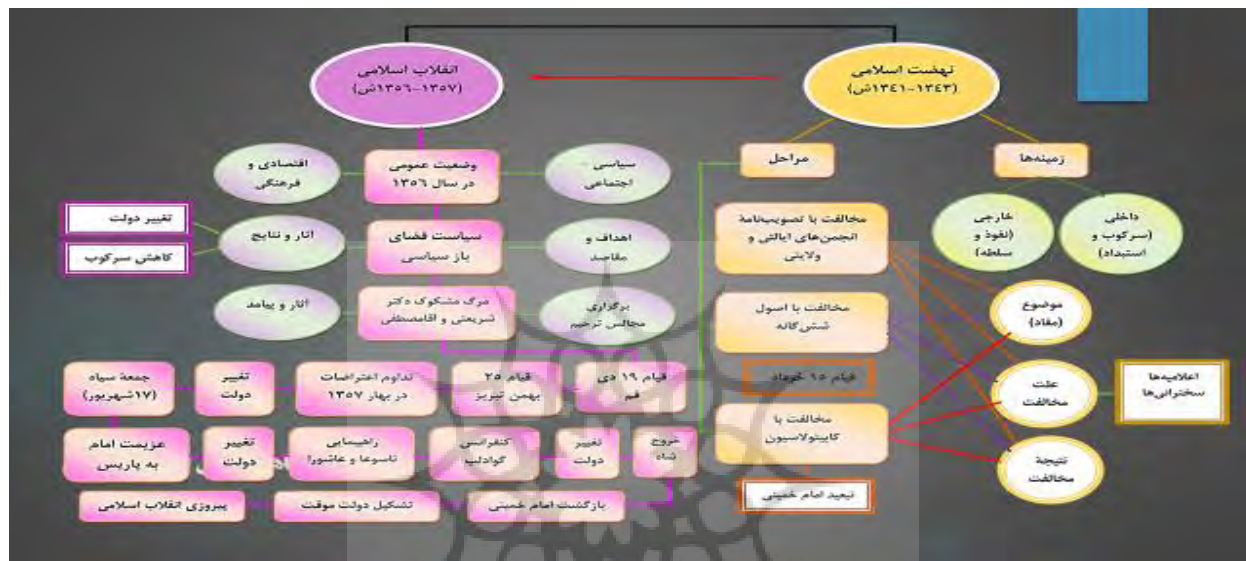 نهضت اسلامی
(۱۳۴۱-۱۳۴۳ش)
انقلاب اسلامی
(۱۳۵۶-۱۳۵۷ش)
زمینه‌ها
مراحل
داخلی
(سرکوب و
استبداد)
خارجی
(نفوذ و
سلطه)
مخالفت با تصویب‌نامهٔ
انجمن‌های ایالتی و
ولایتی
مخالفت با اصول
شش‌گانه
قیام ۱۵ خرداد
مخالفت با
کاپیتولاسیون
تبعید امام خمینی
موضوع
(مفاد)
علت
مخالفت
نتیجهٔ
مخالفت
اعلامیه‌ها
سخنرانی‌ها
سیاسی -
اجتماعی
وضعیت عمومی
در سال ۱۳۵۶
اقتصادی و
فرهنگی
اهداف و
مقاصد
سیاست فضای
باز سیاسی
آثار و نتایج
تغییر دولت
کاهش سرکوب
برگزاری
مجالس ترحیم
مرگ مشکوک دکتر
شریعتی و آقامصطفی
آثار و پیامد
قیام ۱۹ دی
قم
قیام ۲۵
بهمن تبریز
تداوم اعتراضات
در بهار ۱۳۵۷
تغییر
دولت
جمعهٔ سیاه
(۱۷شهریور)
عزیمت امام
به پاریس
تغییر
دولت
راهپیمایی
تاسوعا و عاشورا
کنفرانس
گوادلپ
تغییر
دولت
خروج
شاه
بازگشت امام خمینی
تشکیل دولت موقت
پیروزی انقلاب اسلامی